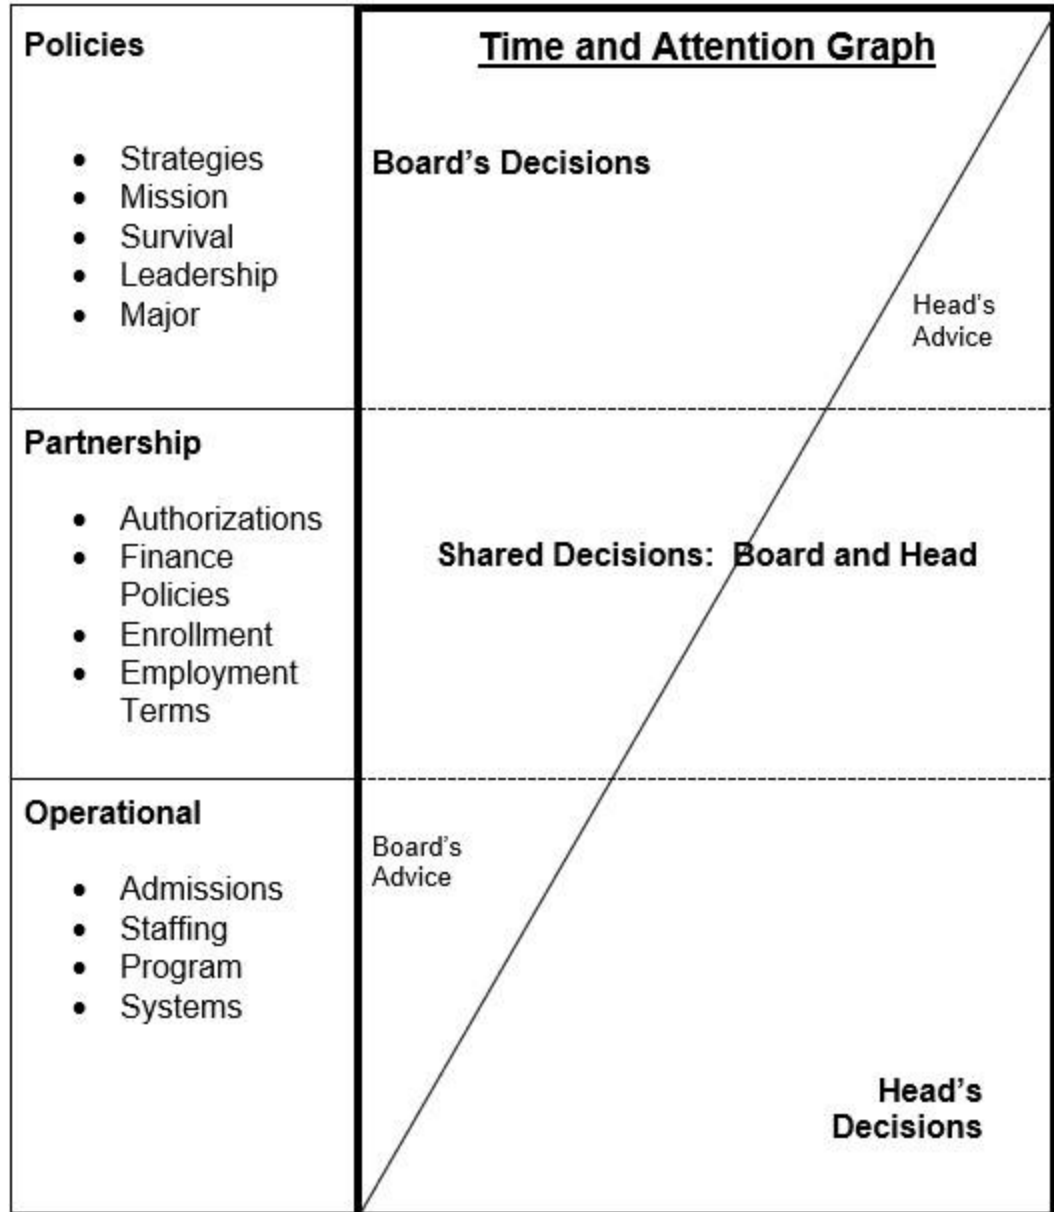 Policies
• Strategies
• Mission
• Survival
• Leadership
• Major
Time and Attention Graph
Board’s Decisions
Head’s
Advice
Partnership
• Authorizations
• Finance
Policies
• Enrollment
• Employment
Terms
Shared Decisions:  Board and Head
Operational
• Admissions
• Staffing
• Program
• Systems
Board’s
Advice
Head’s
Decisions